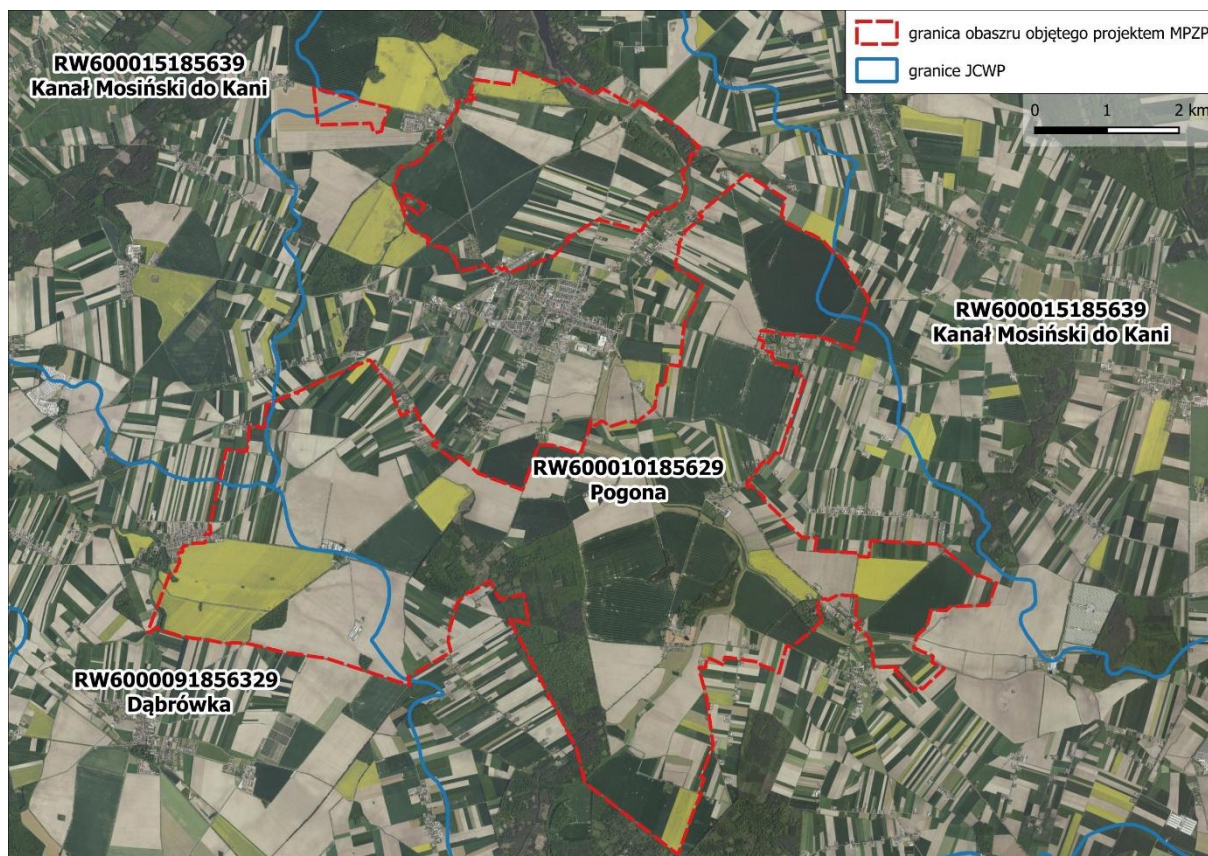 granica obaszru objętego projektem MPZP
granice JCWP
0 1 2 km
RW600015185639
Kanał Mosiński do Kani
RW600015185639
Kanał Mosiński do Kani
RW600010185629
Pogona
RW6000091856329
Dąbrówka